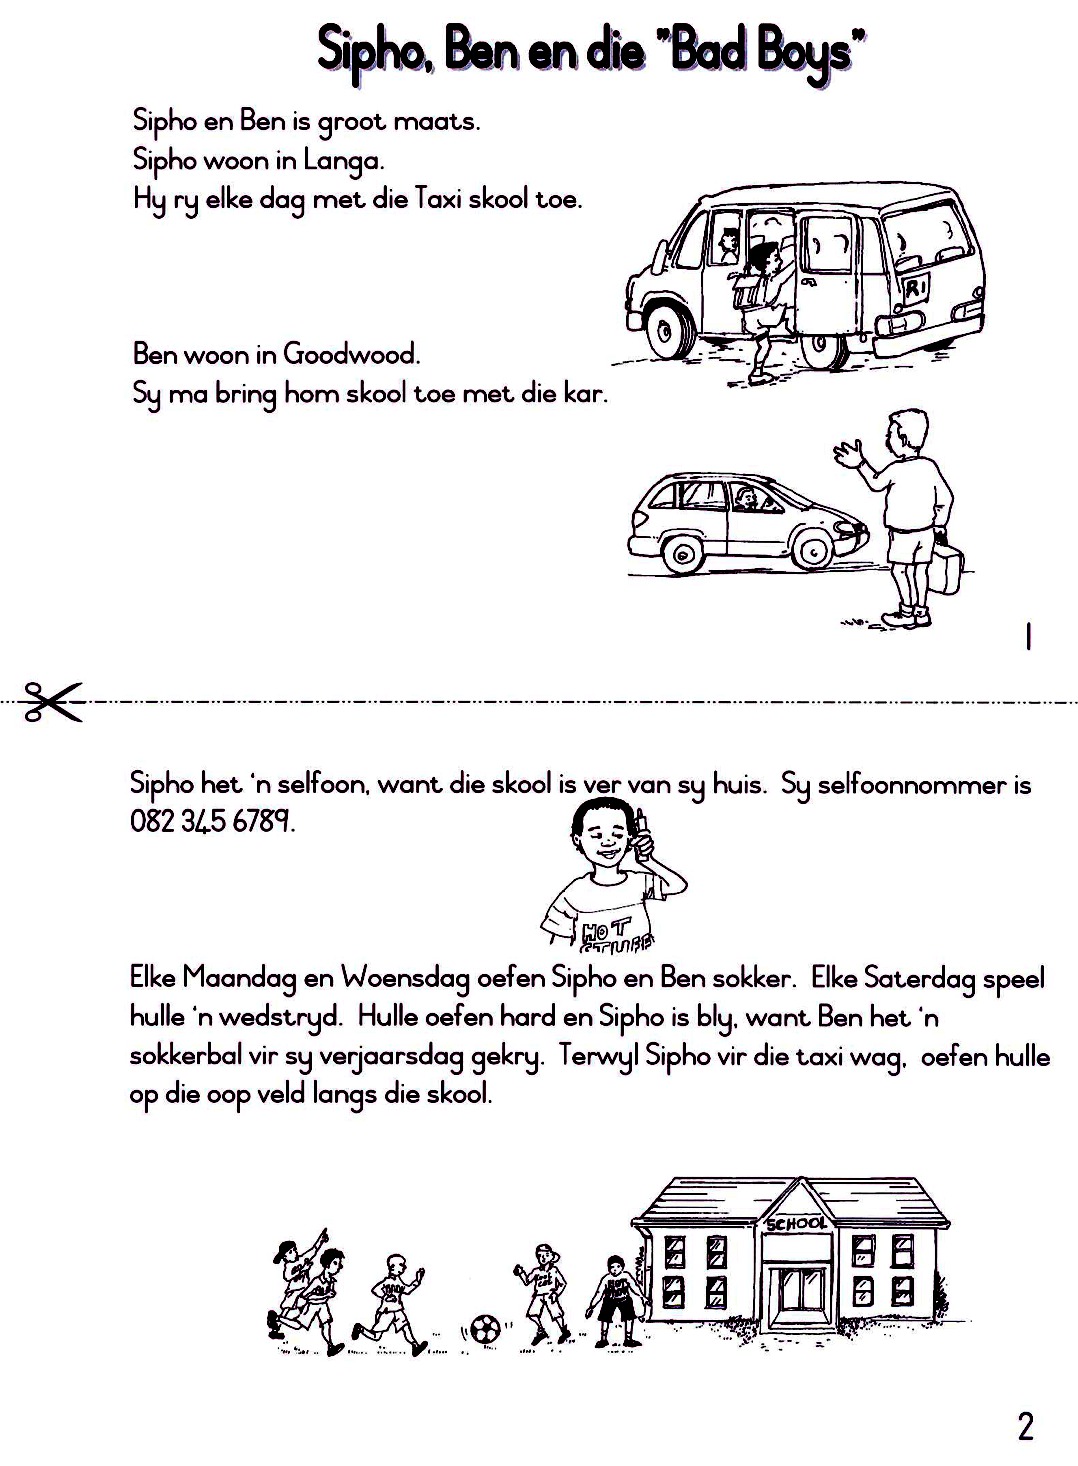 Sipho, Ben en die "Bad Boys"
Sipho en Ben is groot maats.
Sipho woon in Langa.
Hy ry elke dag met die Taxi skool toe.
R1
Ben woon in Goodwood.
Sy ma bring hom skool toe met die kar.
1
Sipho het 'n selfoon, want die skool is ver van sy huis. Sy selfoonnommer is
082 345 6789.
HOT
Elke Maandag en Woensdag oefen Sipho en Ben sokker. Elke Saterdag speel
hulle 'n wedstryd. Hulle oefen hard en Sipho is bly, want Ben het 'n
sokkerbal vir sy verjaarsdag gekry. Terwyl Sipho vir die taxi wag, oefen hulle
op die oop veld langs die skool.
SCHOOL
2